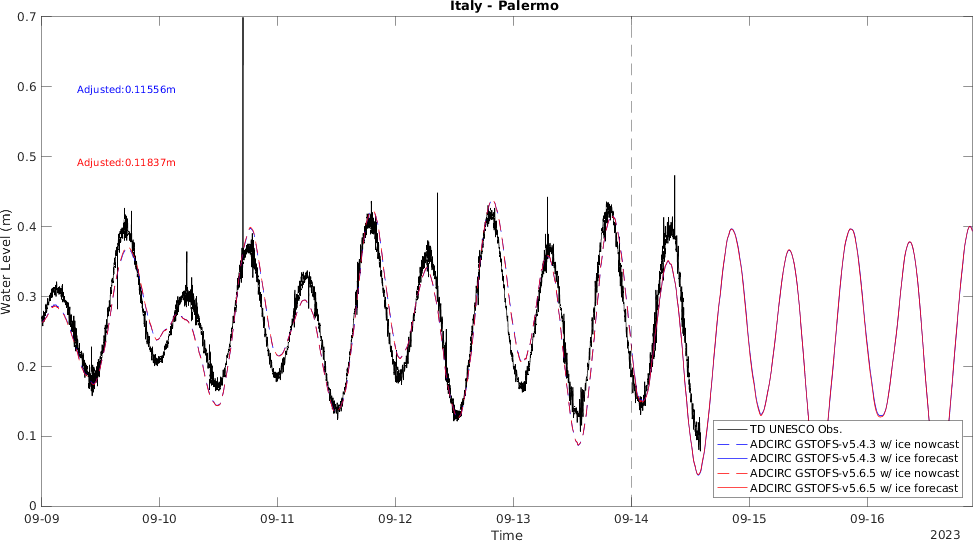 Italy - Palermo
0.7
0.6
0.5
0.4
0.3
0.2
0.1
0
Water Level (m)
Adjusted:0.11556m
Adjusted:0.11837m
TD UNESCO Obs.
ADCIRC GSTOFS-v5.4.3 w/ ice nowcast
ADCIRC GSTOFS-v5.4.3 w/ ice forecast
ADCIRC GSTOFS-v5.6.5 w/ ice nowcast
ADCIRC GSTOFS-v5.6.5 w/ ice forecast
09-09 09-10 09-11 09-12 09-13 09-14 09-15 09-16
Time
2023